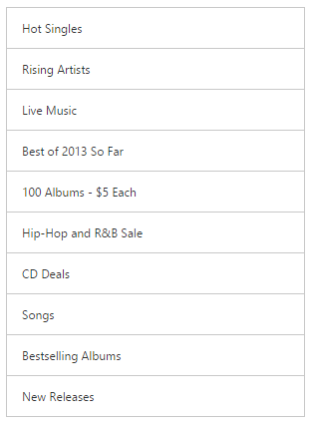 Hot Singles
Rising Artists
Live Music
Best of 2013 So Far
100 Albums - $5 Each
Hip-Hop and R&B Sale
CD Deals
Songs
Bestselling Albums
New Releases